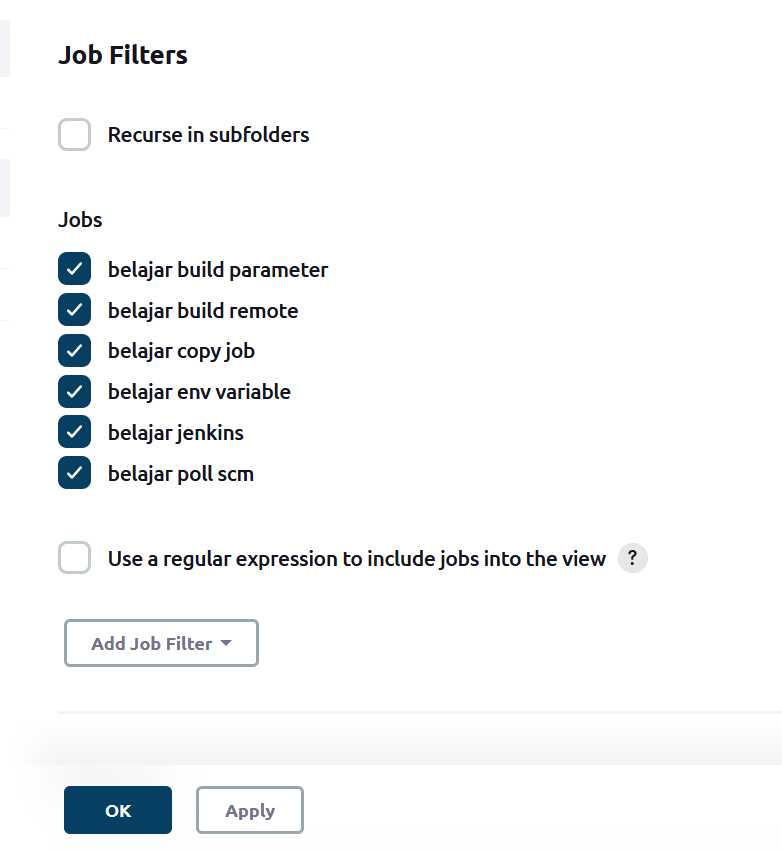 Job Filters
Recurse in subfolders
Jobs
belajar build parameter
belajar build remote
belajar copy job
belajar env variable
belajar jenkins
belajar poll scm
Use a regular expression to include jobs into the view ?
Add Job Filter
OK Apply